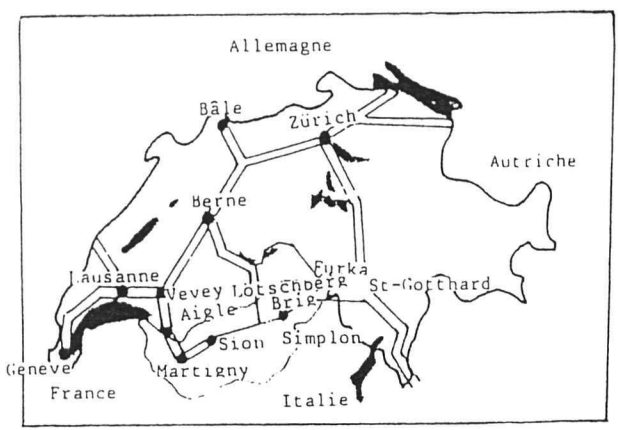 Allemagne
Bâle
Zürich
Autriche
Berne
Furka
Lausanne
Vevey
Lötschberg
St-Gotthard
Aigle
Brig
Sion
Simplon
Genève
Martigny
France
Italie